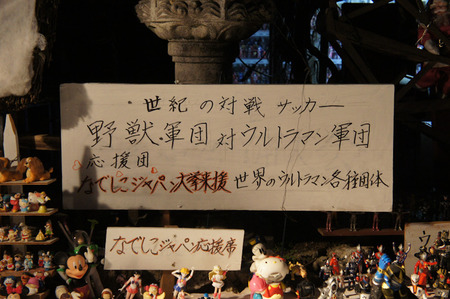 世紀の対戦 サッカー
野獣軍団対ウルトラマン軍団
応援団
なでしこジャパン大挙来援 世界のウルトラマン各種団体
なでしこジャパン応援席
ウ